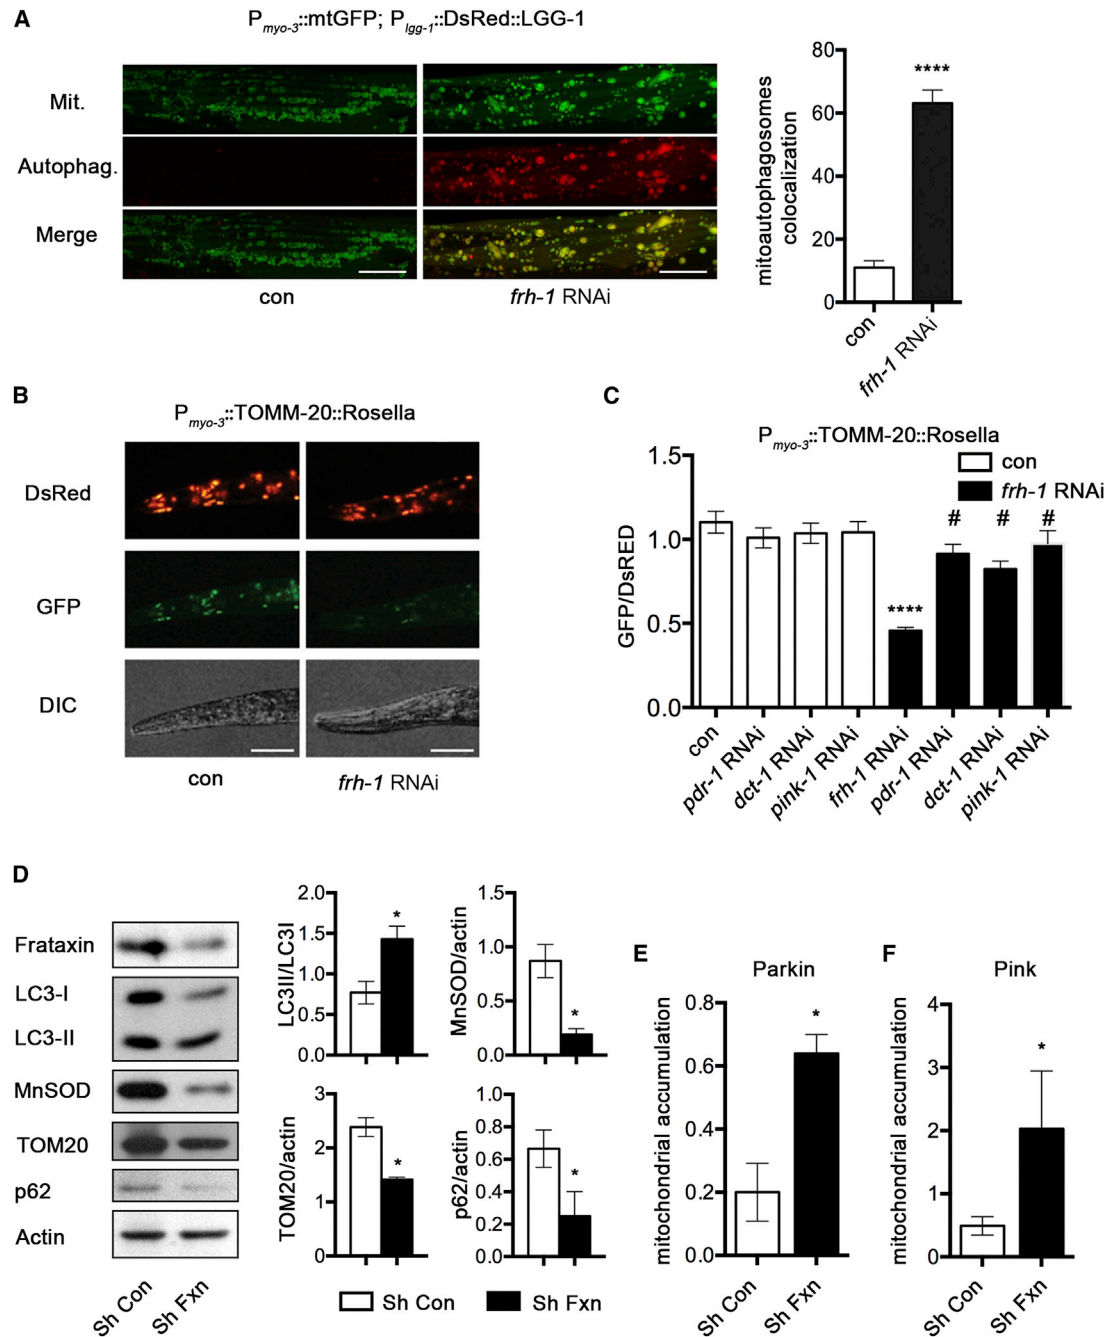 A
P myo-3::mtGFP; P lgg-1::DsRed::LGG-1
Mit.
Autophag.
Merge
con
frh-1 RNAi
mitoautophagosomes
colocalization
80
60
40
20
0
****
con
frh-1 RNAi
B
P myo-3::TOMM-20::Rosella
DsRed
GFP
DIC
con
frh-1 RNAi
C
P myo-3::TOMM-20::Rosella
con
frh-1 RNAi
GFP/DsRED
1.5
1.0
0.5
0.0
****
#
#
#
con
pdr-1 RNAi
dct-1 RNAi
pink-1 RNAi
frh-1 RNAi
pdr-1 RNAi
dct-1 RNAi
pink-1 RNAi
D
Frataxin
LC3-I
LC3-II
MnSOD
TOM20
p62
Actin
Sh Con
Sh Fxn
LC3II/LC3I
2.0
1.5
1.0
0.5
0.0
*
MnSOD/actin
1.5
1.0
0.5
0.0
*
TOM20/actin
3
2
1
0
*
p62/actin
1.0
0.8
0.6
0.4
0.2
0.0
*
Sh Con
Sh Fxn
E
Parkin
mitochondrial accumulation
0.8
0.6
0.4
0.2
0.0
*
Sh Con
Sh Fxn
F
Pink
mitochondrial accumulation
4
3
2
1
0
*
Sh Con
Sh Fxn